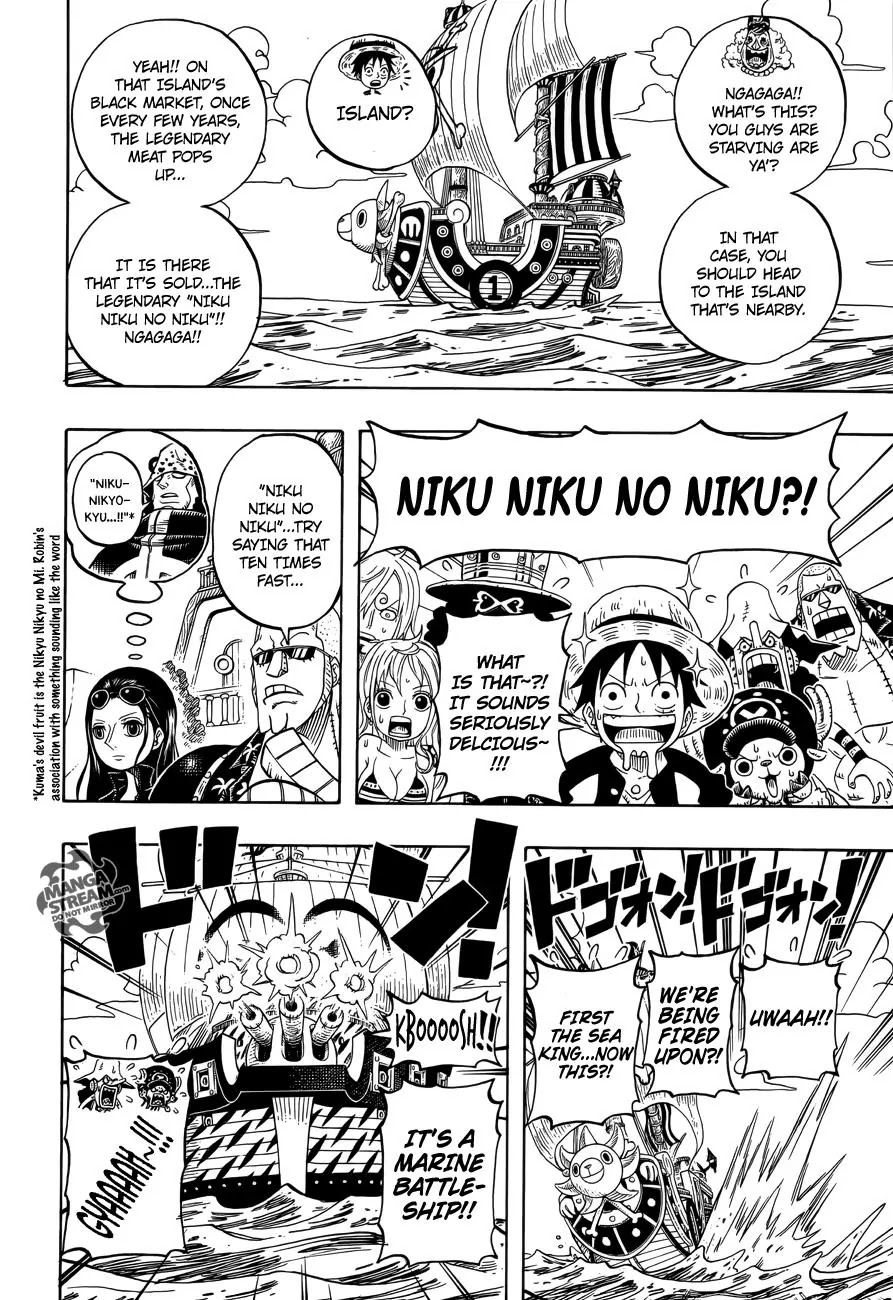 NGAGAGA!!
WHAT'S THIS?
YOU GUYS ARE
STARVING ARE
YA'?
IN THAT
CASE, YOU
SHOULD HEAD
TO THE ISLAND
THAT'S NEARBY.
ISLAND?
YEAH!! ON
THAT ISLAND'S
BLACK MARKET, ONCE
EVERY FEW YEARS,
THE LEGENDARY
MEAT POPS
UP...
IT IS THERE
THAT IT'S SOLD...THE
LEGENDARY "NIKU
NIKU NO NIKU"!!
NGAGAGA!!
1
NIKU NIKU NO NIKU?!
WHAT
IS THAT~?!
IT SOUNDS
SERIOUSLY
DELCIOUS~
!!!
"NIKU
NIKU NO
NIKU"...TRY
SAYING THAT
TEN TIMES
FAST...
"NIKU-
NIKYO-
KYU...!!"*
*Kuma's devil fruit is the Nikyu Nikyu no Mi. Robin's
association with something sounding like the word
ドゴォン!ドゴォン!
UWAAH!!
WE'RE
BEING
FIRED
UPON?!
FIRST
THE SEA
KING...NOW
THIS?!
ドン!
KBOOOOSH!!
IT'S A
MARINE
BATTLE-
SHIP!!
GYAAAAAH~!!!
MANGA
STREAM.com
DO NOT MIRROR